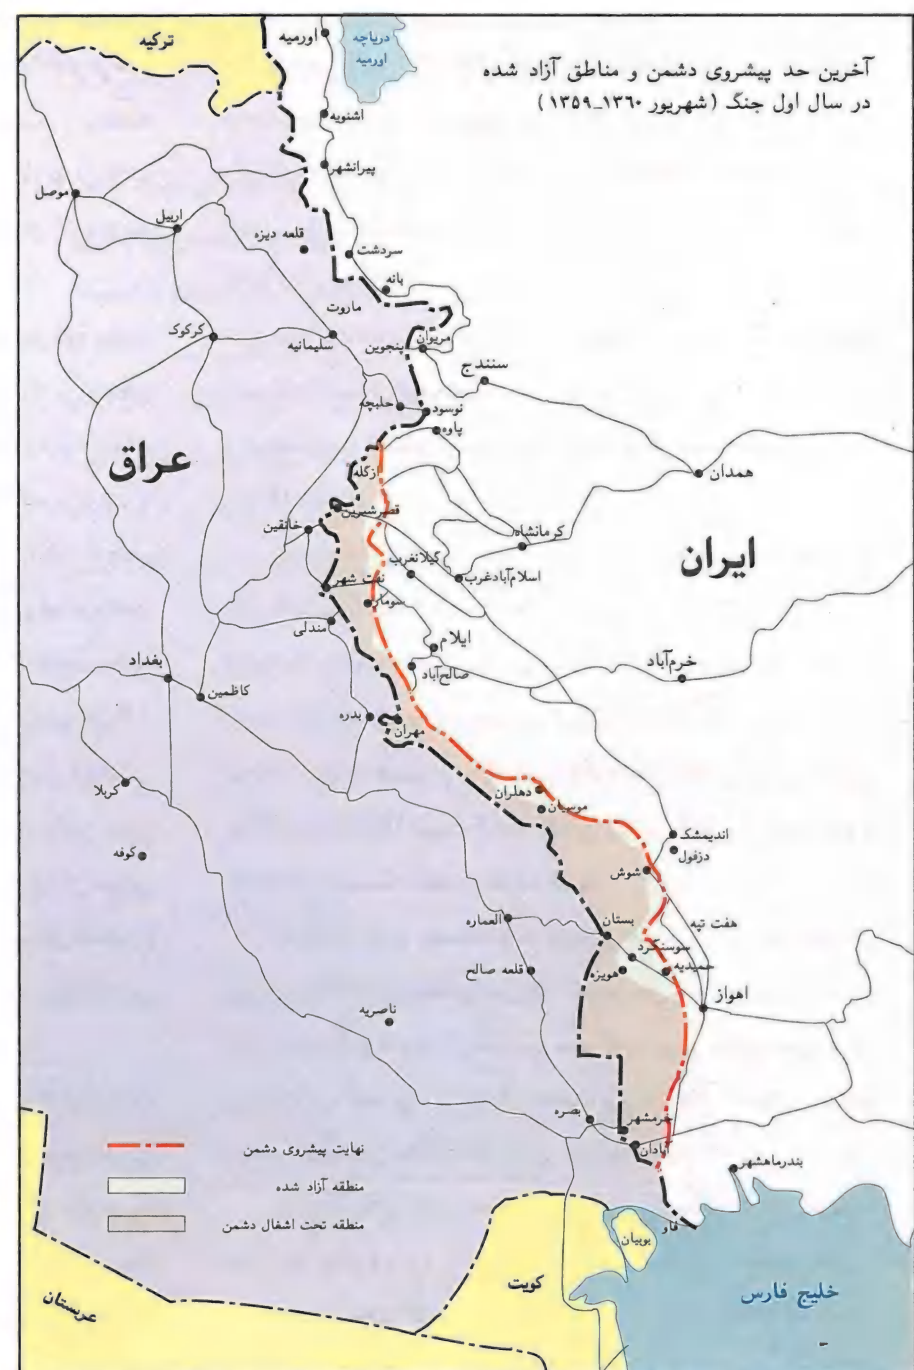 آخرین حد پیشروی دشمن و مناطق آزاد شده
در سال اول جنگ (شهریور ۱۳۶۰_۱۳۵۹)
ترکیه
ارومیه
دریاچه
اورمیه
اشنویه
پیرانشهر
موصل
اربیل
قلعه دیزه
سردشت
بانه
ماروت
کرکوک
سلیمانیه
پنجوین
مریوان
سنندج
حلبچه
نوسود
پاوه
عراق
ازگله
همدان
قصرشیرین
خانقین
کرمانشاه
ایران
گیلانغرب
اسلام‌آبادغرب
نفت شهر
سومار
مندلی
ایلام
صالح‌آباد
خرم‌آباد
بغداد
کاظمین
بدره
مهران
کربلا
دهلران
موسیان
اندیمشک
دزفول
کوفه
شوش
العماره
بستان
هفت تپه
سوسنگرد
قلعه صالح
هویزه
حمیدیه
اهواز
ناصریه
بصره
خرمشهر
آبادان
بندرماهشهر
نهایت پیشروی دشمن
منطقه آزاد شده
منطقه تحت اشغال دشمن
فاو
بوبیان
کویت
خلیج فارس
عربستان